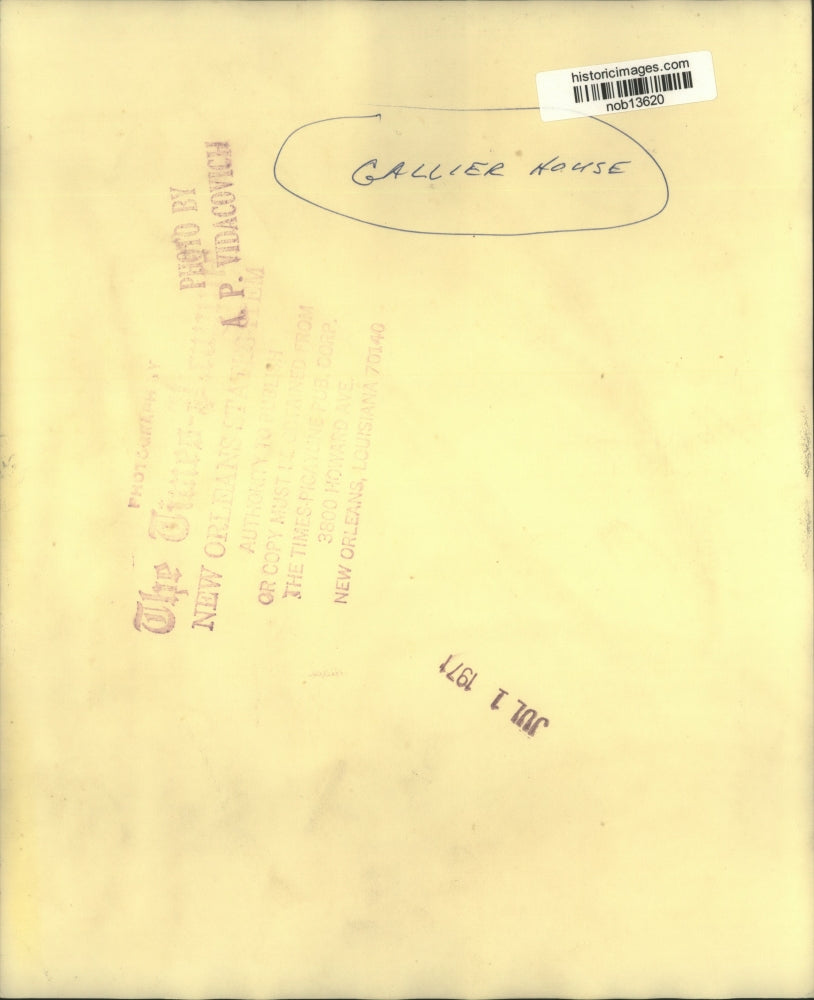 historicimages.com
nob13620
GALLIER HOUSE
PHOTO BY
A. P. VIDACOVICH
PHOTOGRAPH BY
The Times-
NEW ORLEANS STATES ITEM
AUTHORITY TO PUBLISH
OR COPY MUST BE OBTAINED FROM
THE TIMES-PICAYUNE PUB. CORP.
3800 HOWARD AVE.
NEW ORLEANS, LOUISIANA 70140
JUL 1 1971